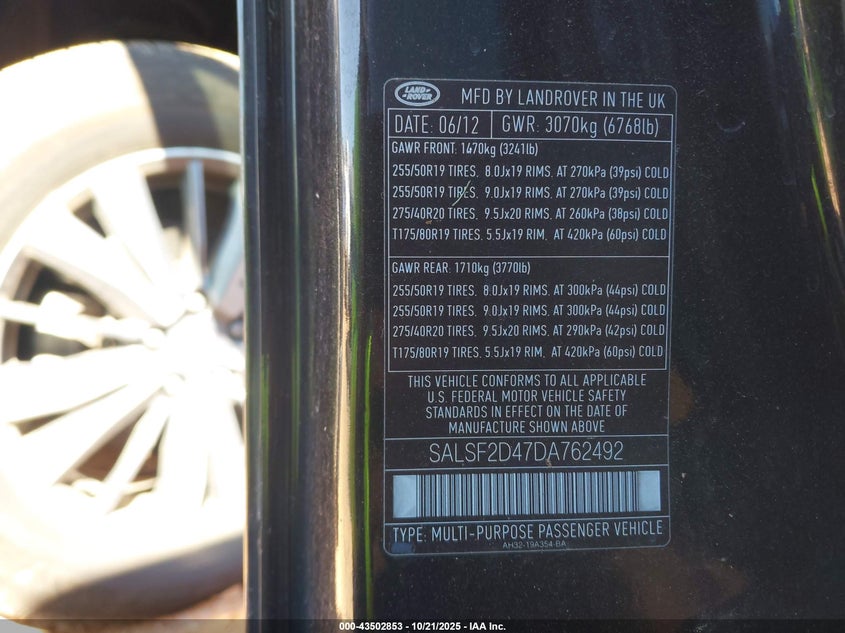 LAND
ROVER
MFD BY LANDROVER IN THE UK
DATE: 06/12 GWR: 3070kg (6768lb)
GAWR FRONT: 1470kg (3241lb)
255/50R19 TIRES. 8.0Jx19 RIMS. AT 270kPa (39psi) COLD
255/50R19 TIRES. 9.0Jx19 RIMS. AT 270kPa (39psi) COLD
275/40R20 TIRES. 9.5Jx20 RIMS. AT 260kPa (38psi) COLD
T175/80R19 TIRES. 5.5Jx19 RIM. AT 420kPa (60psi) COLD
GAWR REAR: 1710kg (3770lb)
255/50R19 TIRES. 8.0Jx19 RIMS. AT 300kPa (44psi) COLD
255/50R19 TIRES. 9.0Jx19 RIMS. AT 300kPa (44psi) COLD
275/40R20 TIRES. 9.5Jx20 RIMS. AT 290kPa (42psi) COLD
T175/80R19 TIRES. 5.5Jx19 RIM. AT 420kPa (60psi) COLD
THIS VEHICLE CONFORMS TO ALL APPLICABLE
U.S. FEDERAL MOTOR VEHICLE SAFETY
STANDARDS IN EFFECT ON THE DATE OF
MANUFACTURE SHOWN ABOVE
SALSF2D47DA762492
TYPE: MULTI-PURPOSE PASSENGER VEHICLE
AH32-19A354-BA
000-43502853 - 10/21/2025 - IAA Inc.